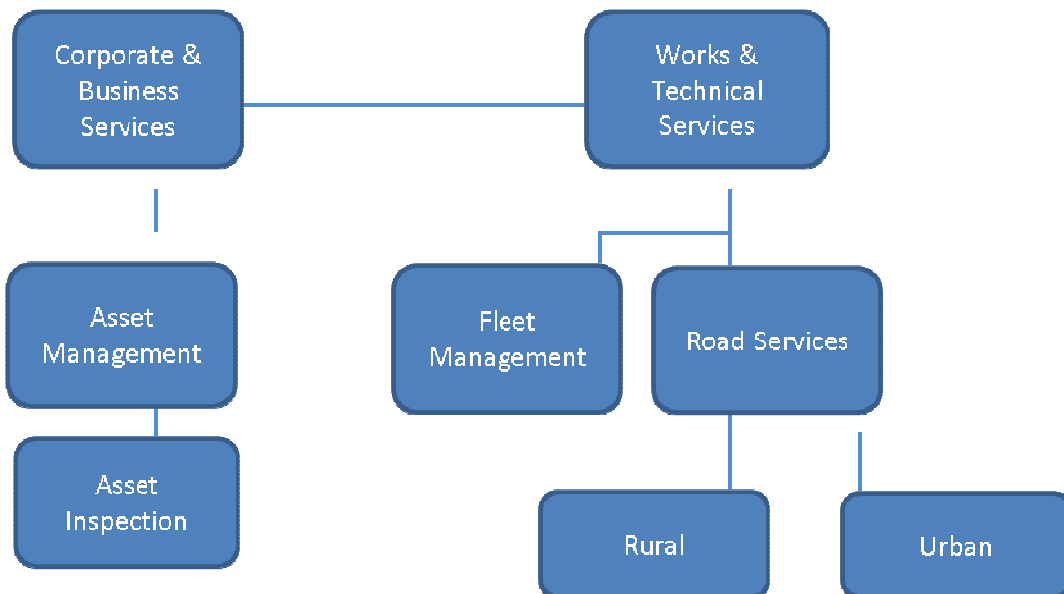 Corporate &
Business
Services
Works &
Technical
Services
Asset
Management
Fleet
Management
Road Services
Asset
Inspection
Rural
Urban